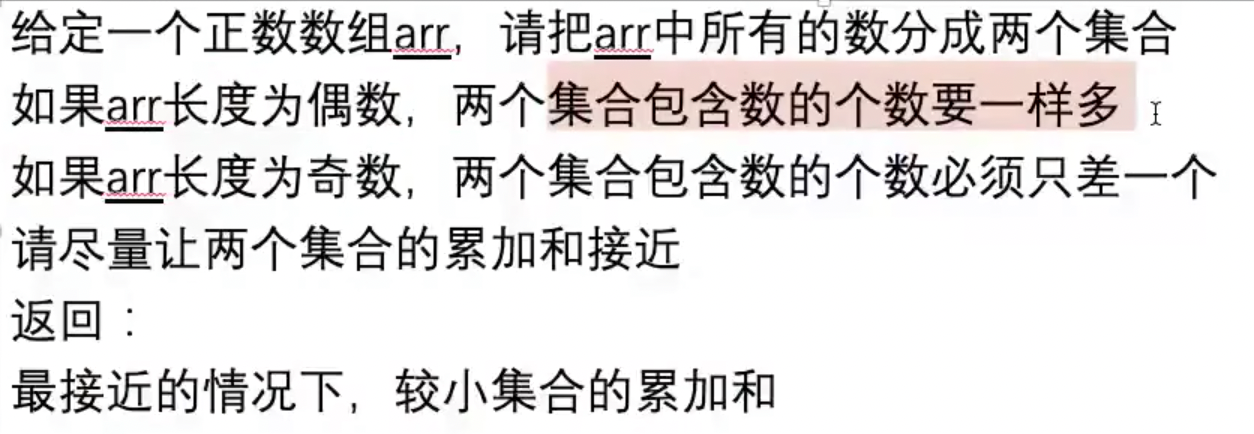 给定一个正数数组arr，请把arr中所有的数分成两个集合
如果arr长度为偶数，两个集合包含数的个数要一样多
如果arr长度为奇数，两个集合包含数的个数必须只差一个
请尽量让两个集合的累加和接近
返回：
最接近的情况下，较小集合的累加和